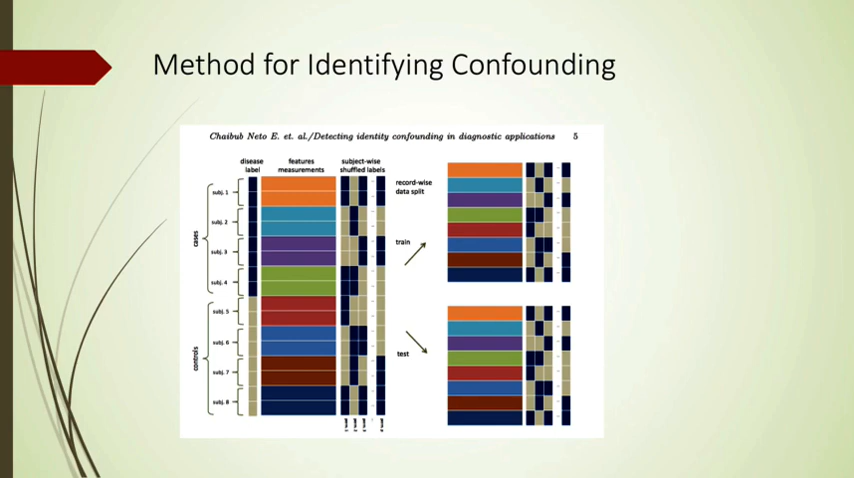 Method for Identifying Confounding
Chaibub Neto E. et. al./Detecting identity confounding in diagnostic applications 5
disease label
features measurements
subject-wise shuffled labels
record-wise data split
cases
subj. 1
subj. 2
subj. 3
subj. 4
controls
subj. 5
subj. 6
subj. 7
subj. 8
train
test